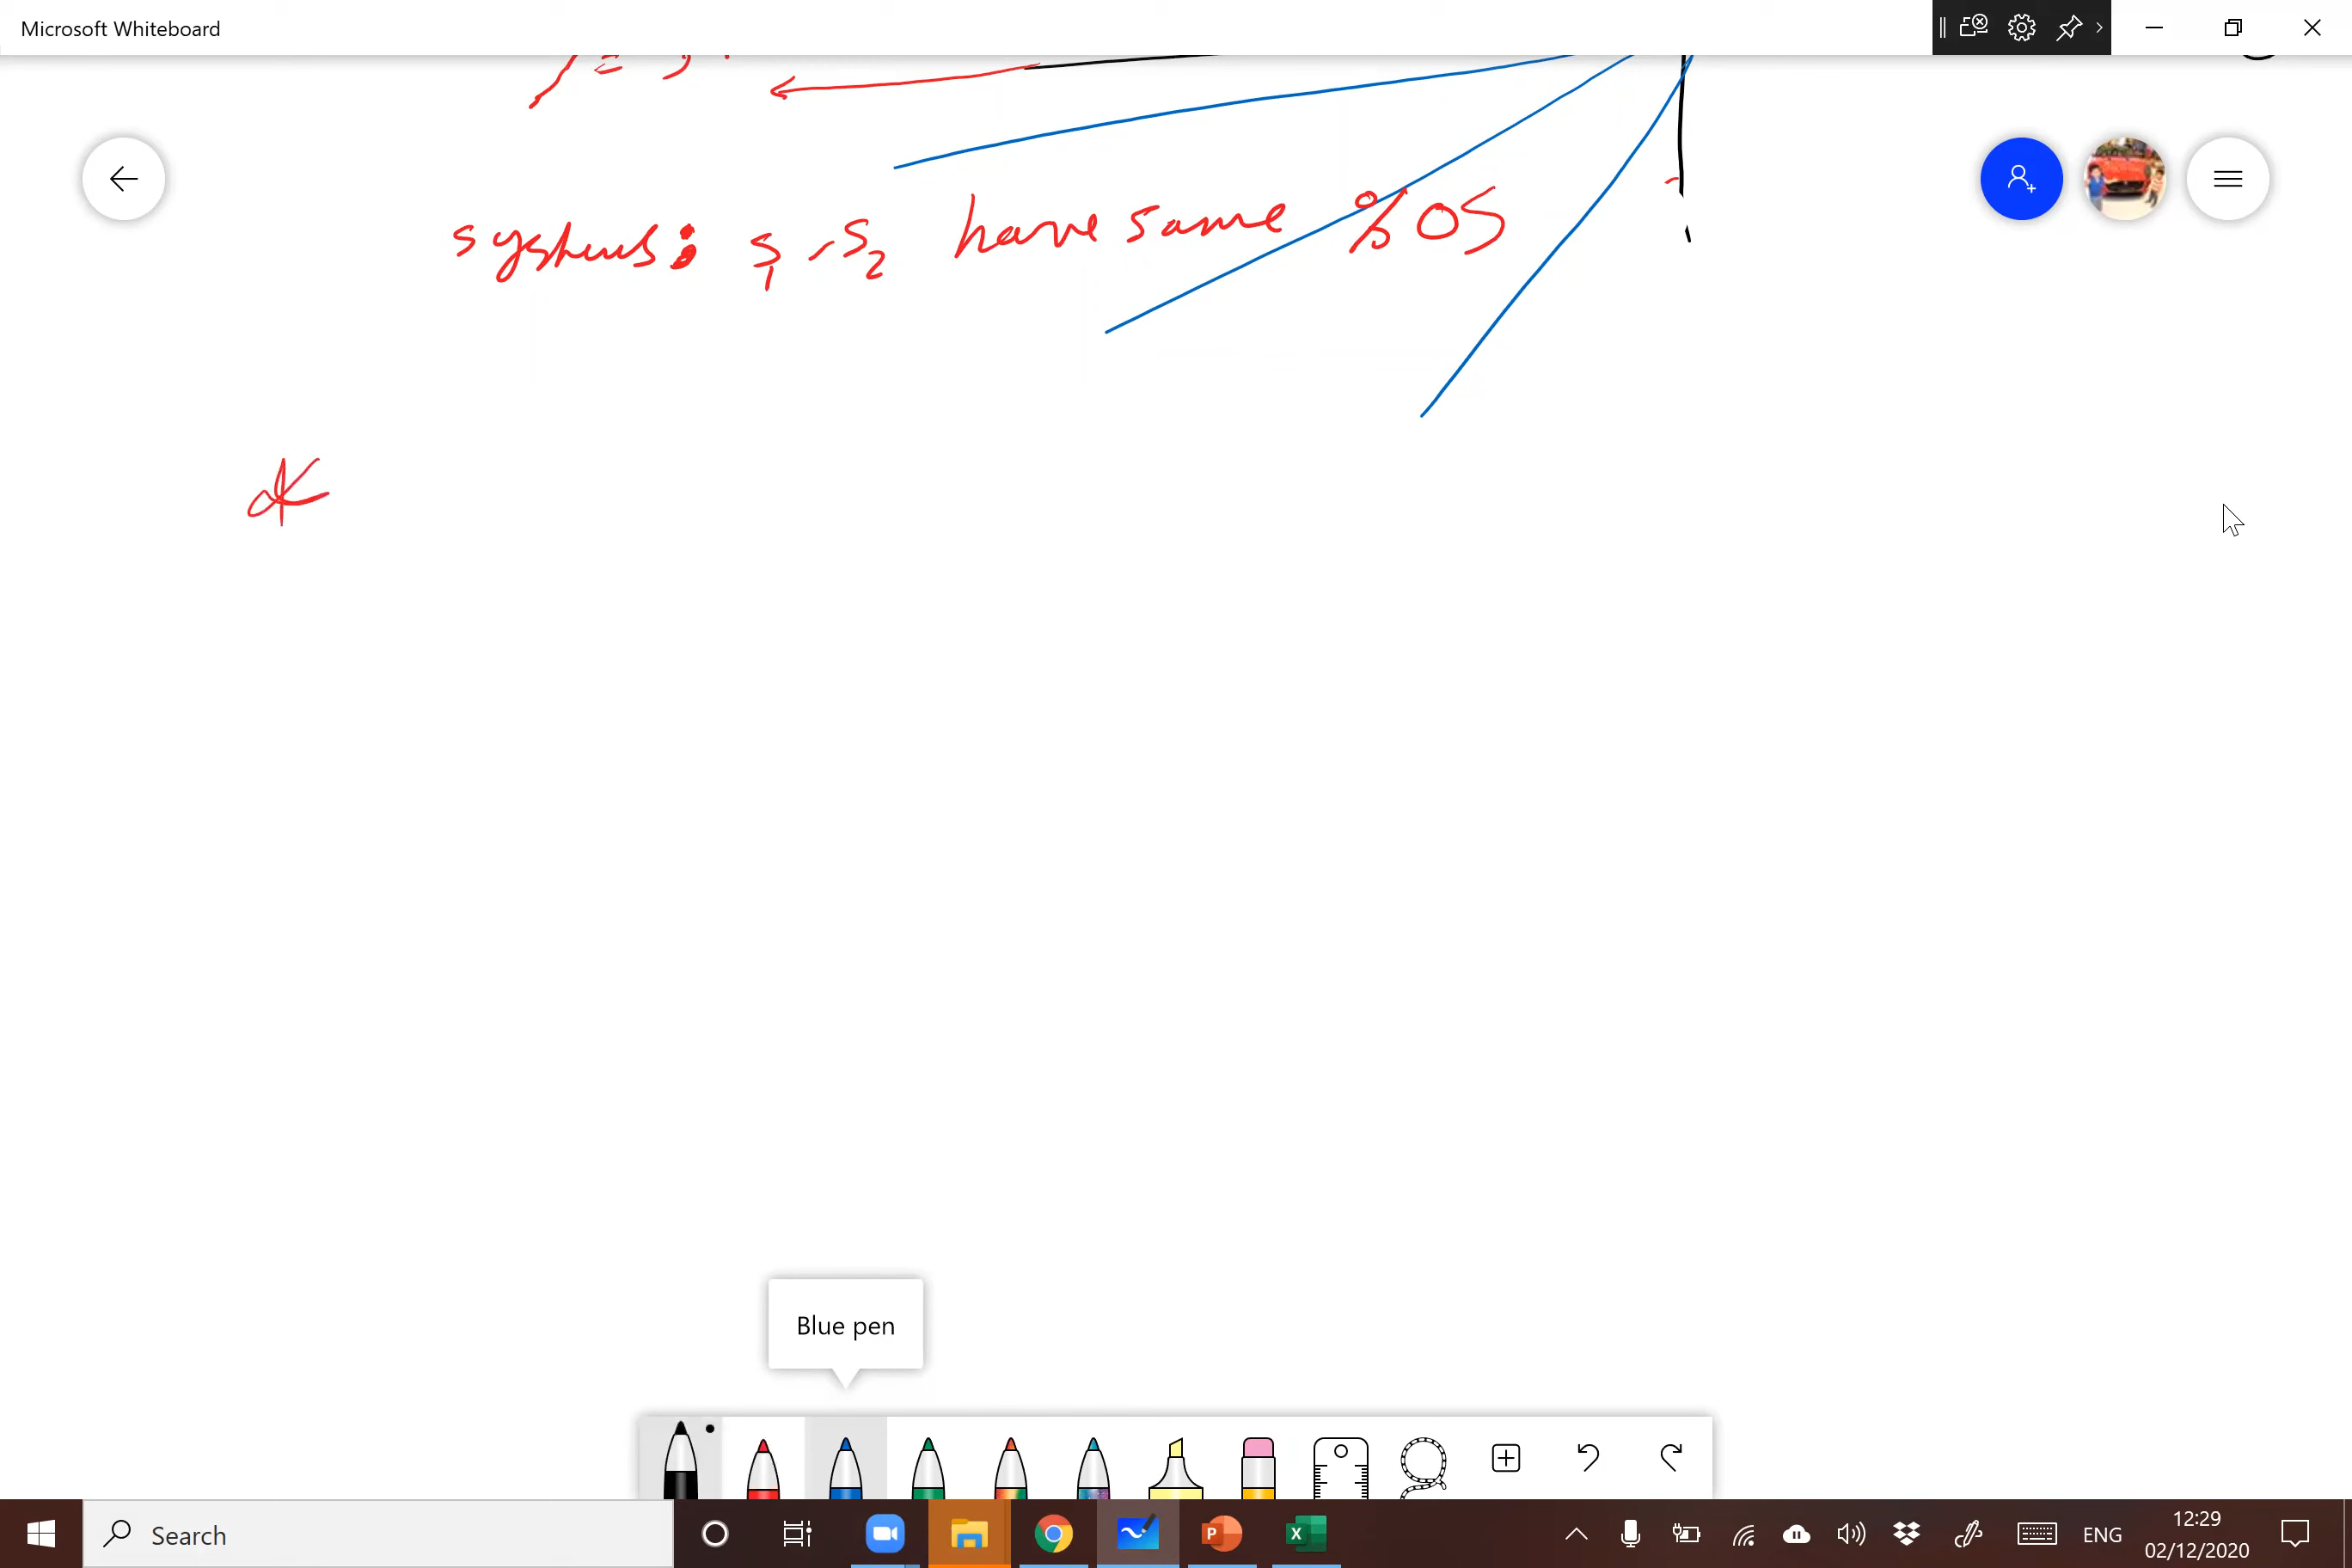 Microsoft Whiteboard
systems: S1, S2 have same % OS
Blue pen
Search
ENG
12:29
02/12/2020